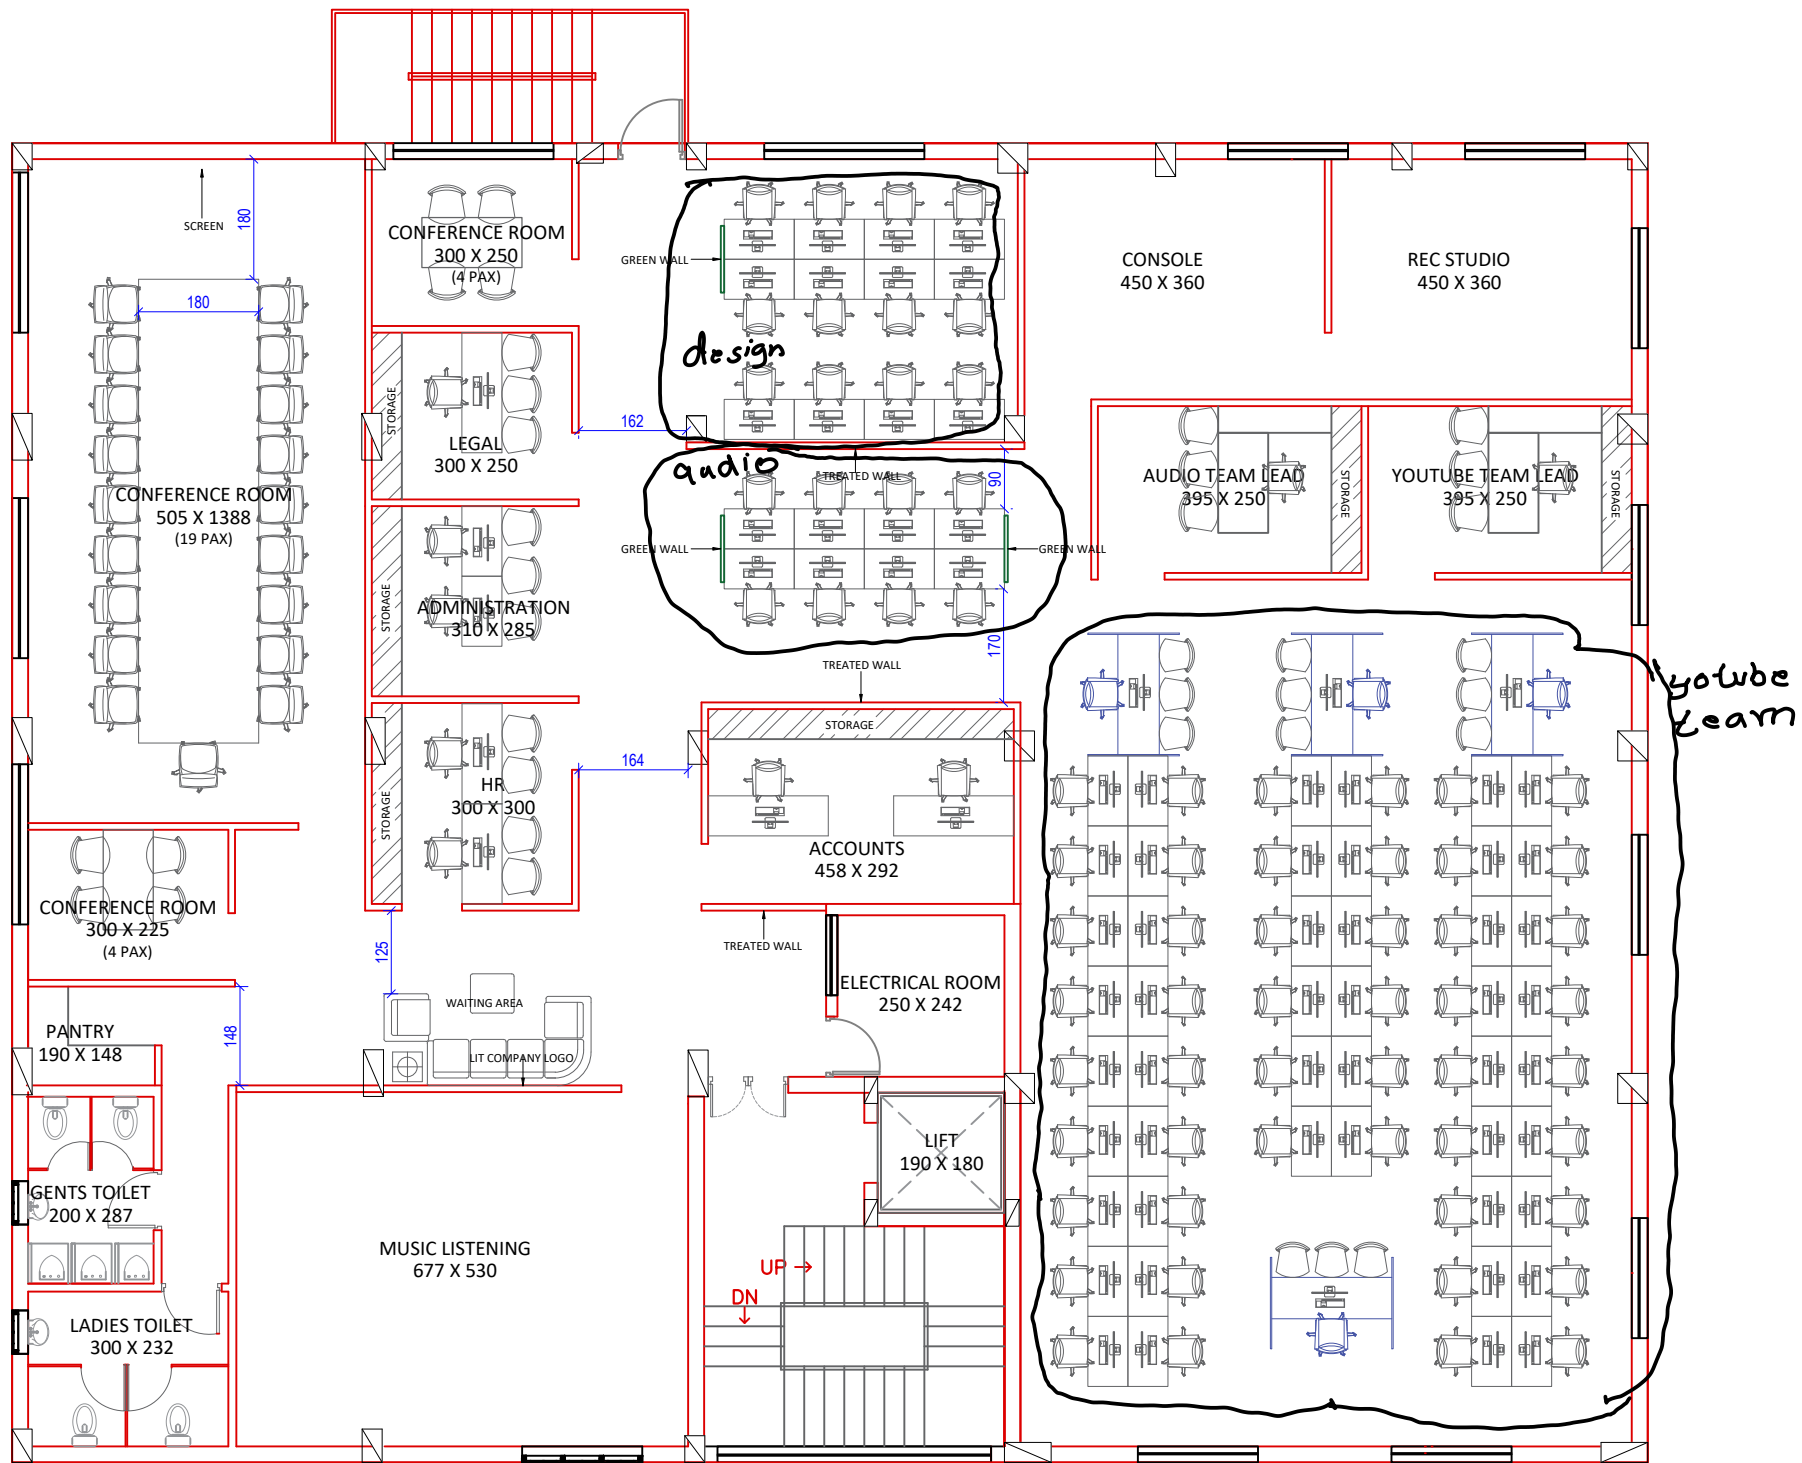 SCREEN
180
180
CONFERENCE ROOM
505 X 1388
(19 PAX)
CONFERENCE ROOM
300 X 250
(4 PAX)
STORAGE
LEGAL
300 X 250
162
STORAGE
ADMINISTRATION
310 X 285
STORAGE
HR
300 X 300
164
GREEN WALL
design
audio
TREATED WALL
90
GREEN WALL
GREEN WALL
170
TREATED WALL
STORAGE
ACCOUNTS
458 X 292
TREATED WALL
CONSOLE
450 X 360
REC STUDIO
450 X 360
AUDIO TEAM LEAD
395 X 250
STORAGE
YOUTUBE TEAM LEAD
395 X 250
STORAGE
yotube
team
CONFERENCE ROOM
300 X 225
(4 PAX)
125
WAITING AREA
LIT COMPANY LOGO
ELECTRICAL ROOM
250 X 242
PANTRY
190 X 148
148
LIFT
190 X 180
GENTS TOILET
200 X 287
MUSIC LISTENING
677 X 530
UP
DN
LADIES TOILET
300 X 232